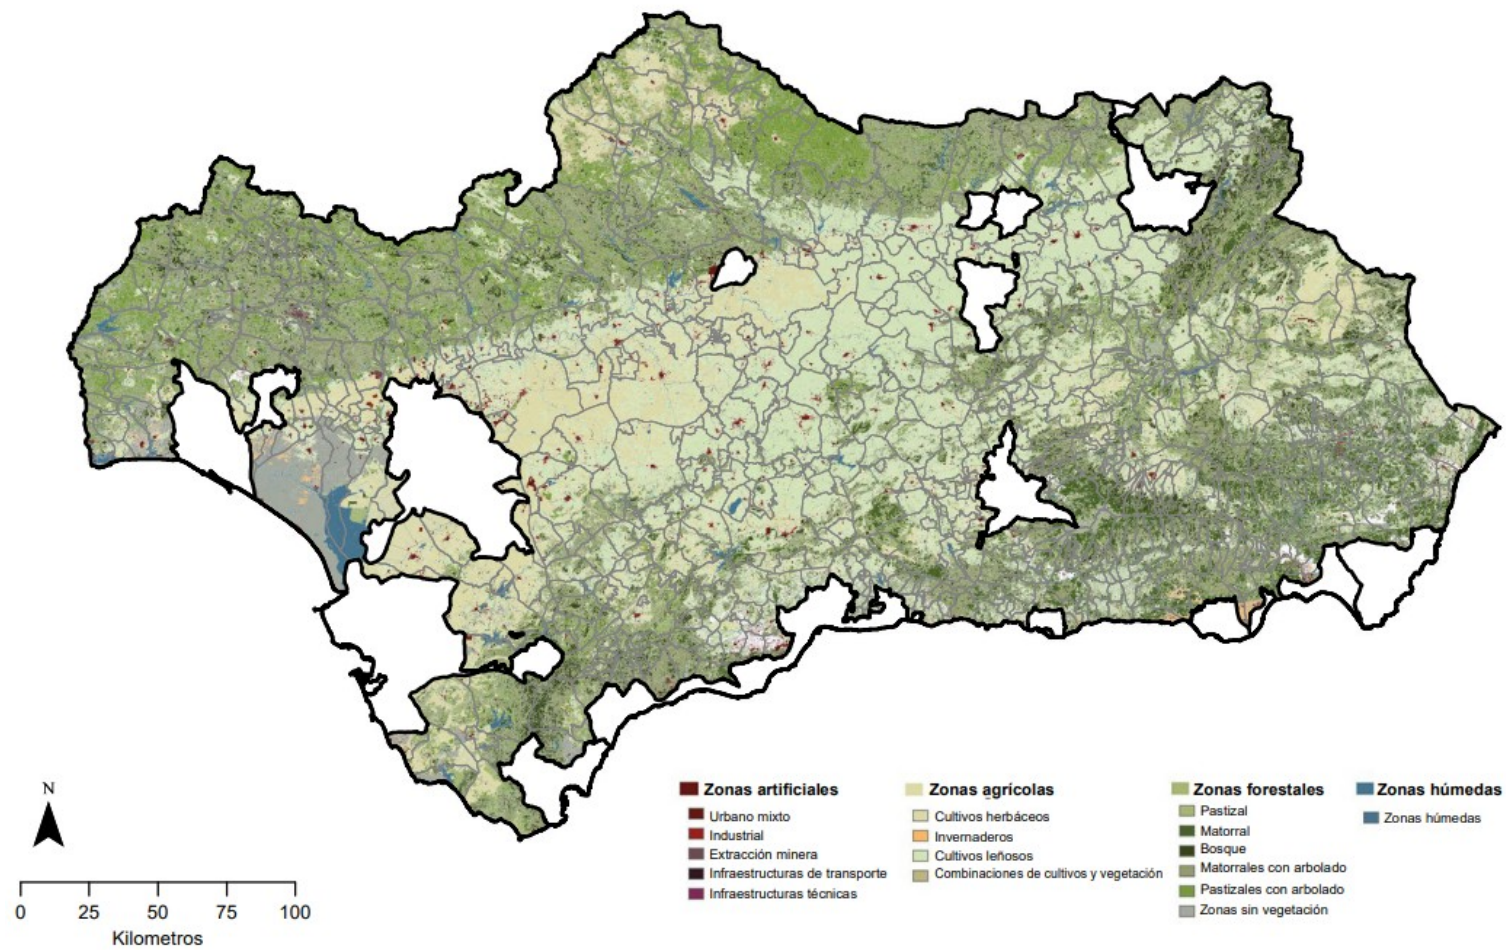 N
0 25 50 75 100
Kilometros
Zonas artificiales
Urbano mixto
Industrial
Extracción minera
Infraestructuras de transporte
Infraestructuras técnicas
Zonas agrícolas
Cultivos herbáceos
Invernaderos
Cultivos leñosos
Combinaciones de cultivos y vegetación
Zonas forestales
Pastizal
Matorral
Bosque
Matorrales con arbolado
Pastizales con arbolado
Zonas sin vegetación
Zonas húmedas
Zonas húmedas